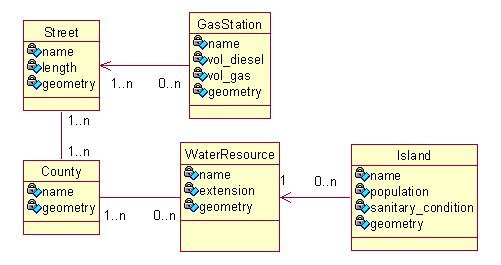 Street
name
length
geometry
GasStation
name
vol_diesel
vol_gas
geometry
1..n
0..n
1..n
1..n
County
name
geometry
1..n
0..n
WaterResource
name
extension
geometry
1
0..n
Island
name
population
sanitary_condition
geometry